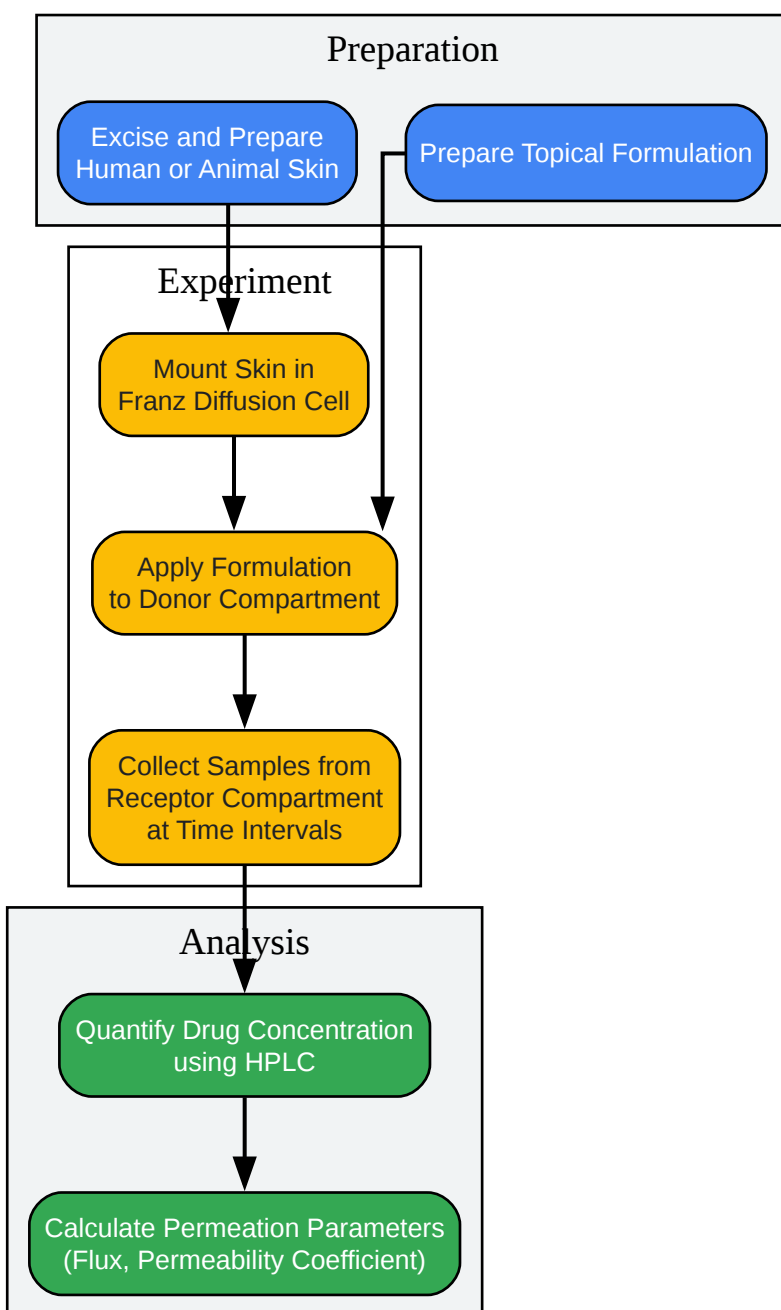 Preparation
Excise and Prepare
Human or Animal Skin
Prepare Topical Formulation
Experiment
Mount Skin in
Franz Diffusion Cell
Apply Formulation
to Donor Compartment
Collect Samples from
Receptor Compartment
at Time Intervals
Analysis
Quantify Drug Concentration
using HPLC
Calculate Permeation Parameters
(Flux, Permeability Coefficient)